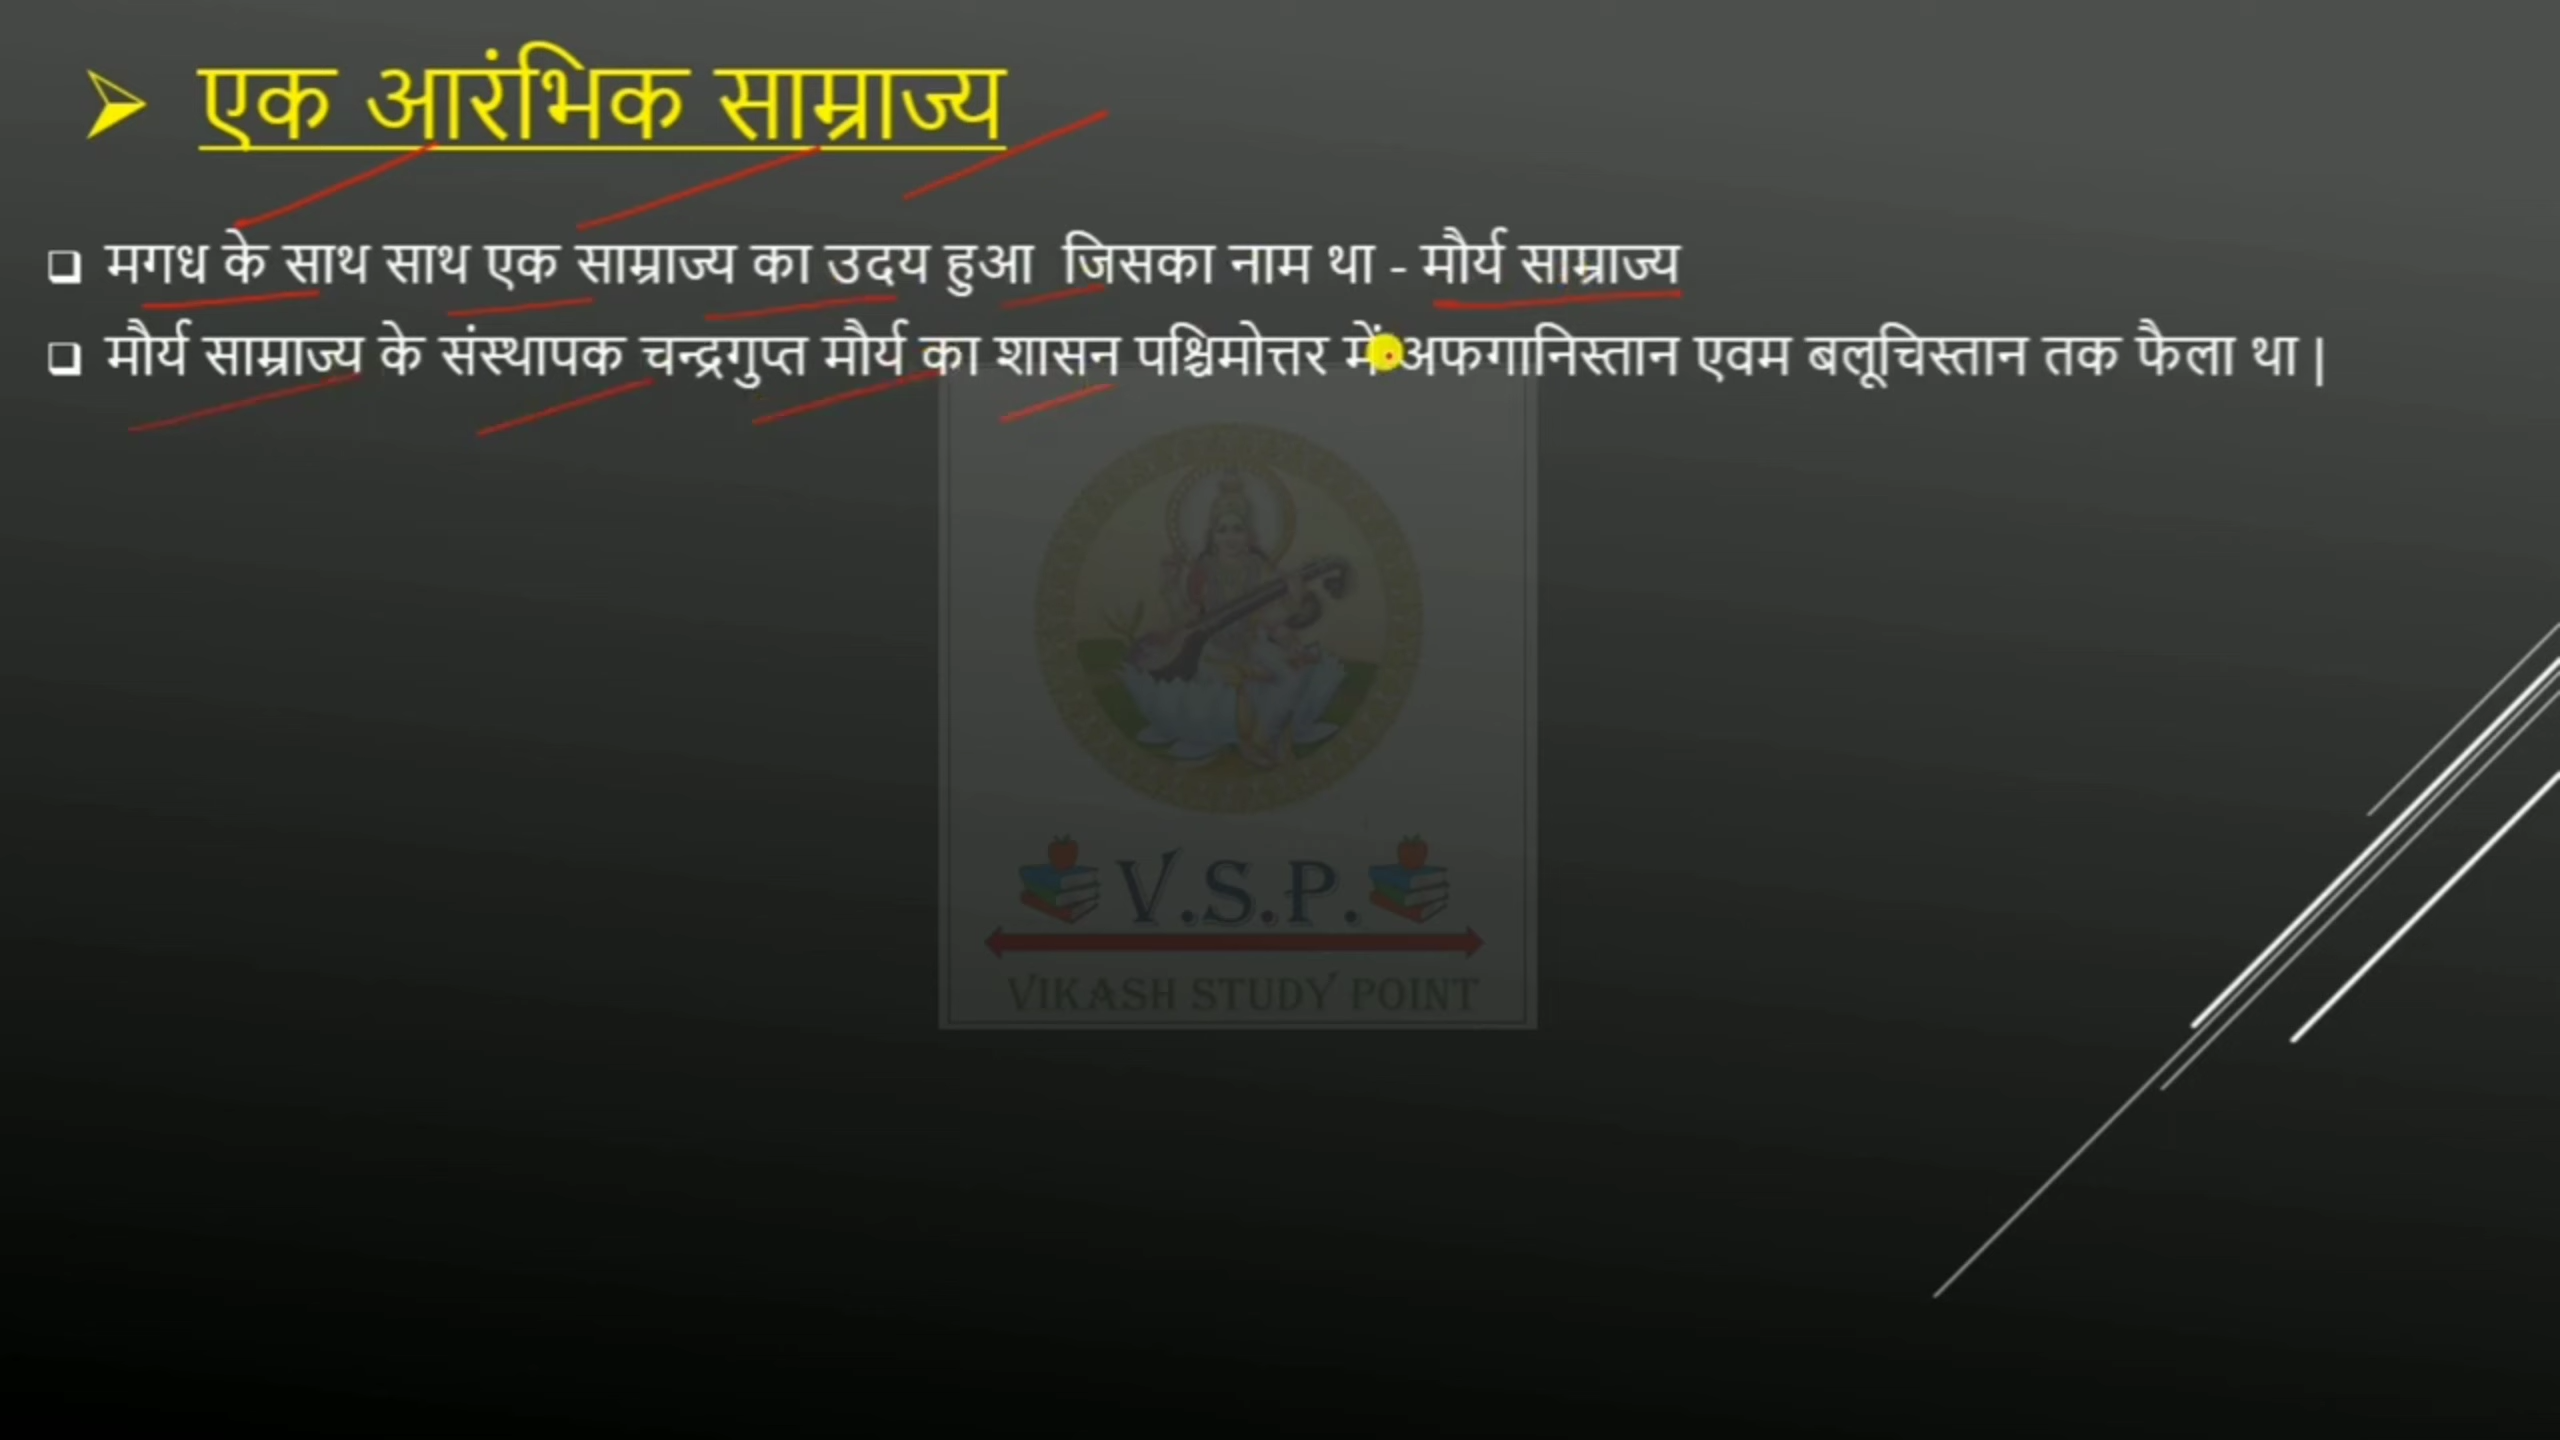 एक आरंभिक साम्राज्य
मगध के साथ साथ एक साम्राज्य का उदय हुआ जिसका नाम था - मौर्य साम्राज्य
मौर्य साम्राज्य के संस्थापक चन्द्रगुप्त मौर्य का शासन पश्चिमोत्तर में अफगानिस्तान एवम बलूचिस्तान तक फैला था |
V.S.P.
VIKASH STUDY POINT